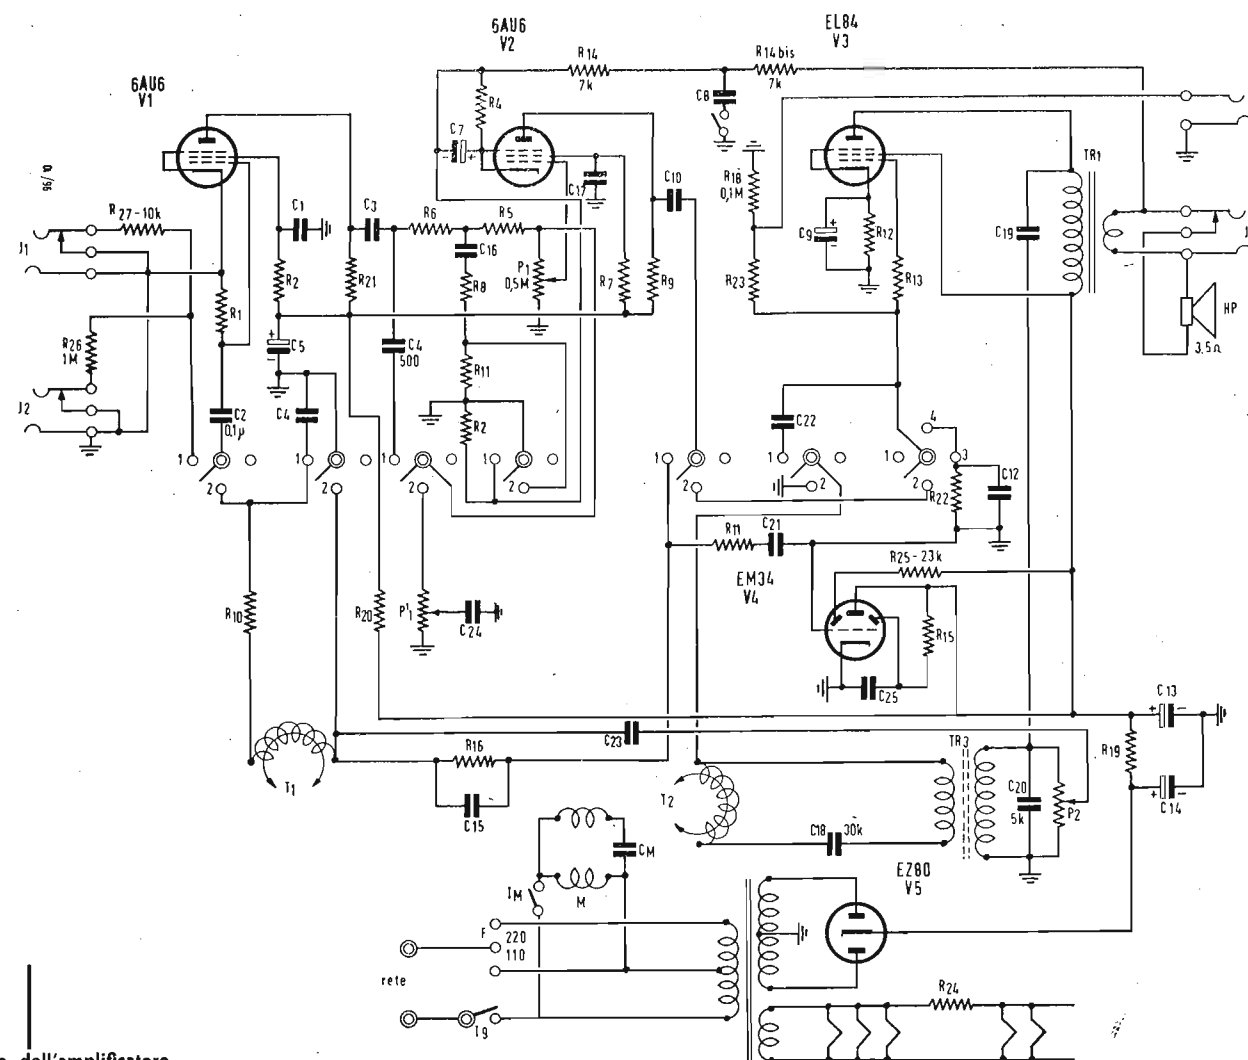 6AU6
V1
6AU6
V2
EL84
V3
R14
7k
R14 bis
7k
R4
C7
- +
C8
C17
C10
R18
0,1M
TR1
R27-10k
C1
C3
R6
R5
C16
C9
+
-
R12
C19
J1
R2
R21
R8
P1
0,5M
R7
R9
R23
R13
J
R1
HP
3,5Ω
R26
1M
+
-
C5
C4
500
R11
J2
C2
0,1µ
C4
R2
C22
4
1
2
1
2
1
2
1
2
1
2
1
2
3
2
R22
C12
R11
C21
EM34
V4
R25-23k
R10
R20
P'1
C24
R15
C25
C13
+ -
C23
TR3
R19
T1
R16
C15
T2
C20
5k
P2
+ -
C14
C18
30k
CM
EZ80
V5
IM
M
F
220
110
rete
Ig
R24
dell'amplificatore